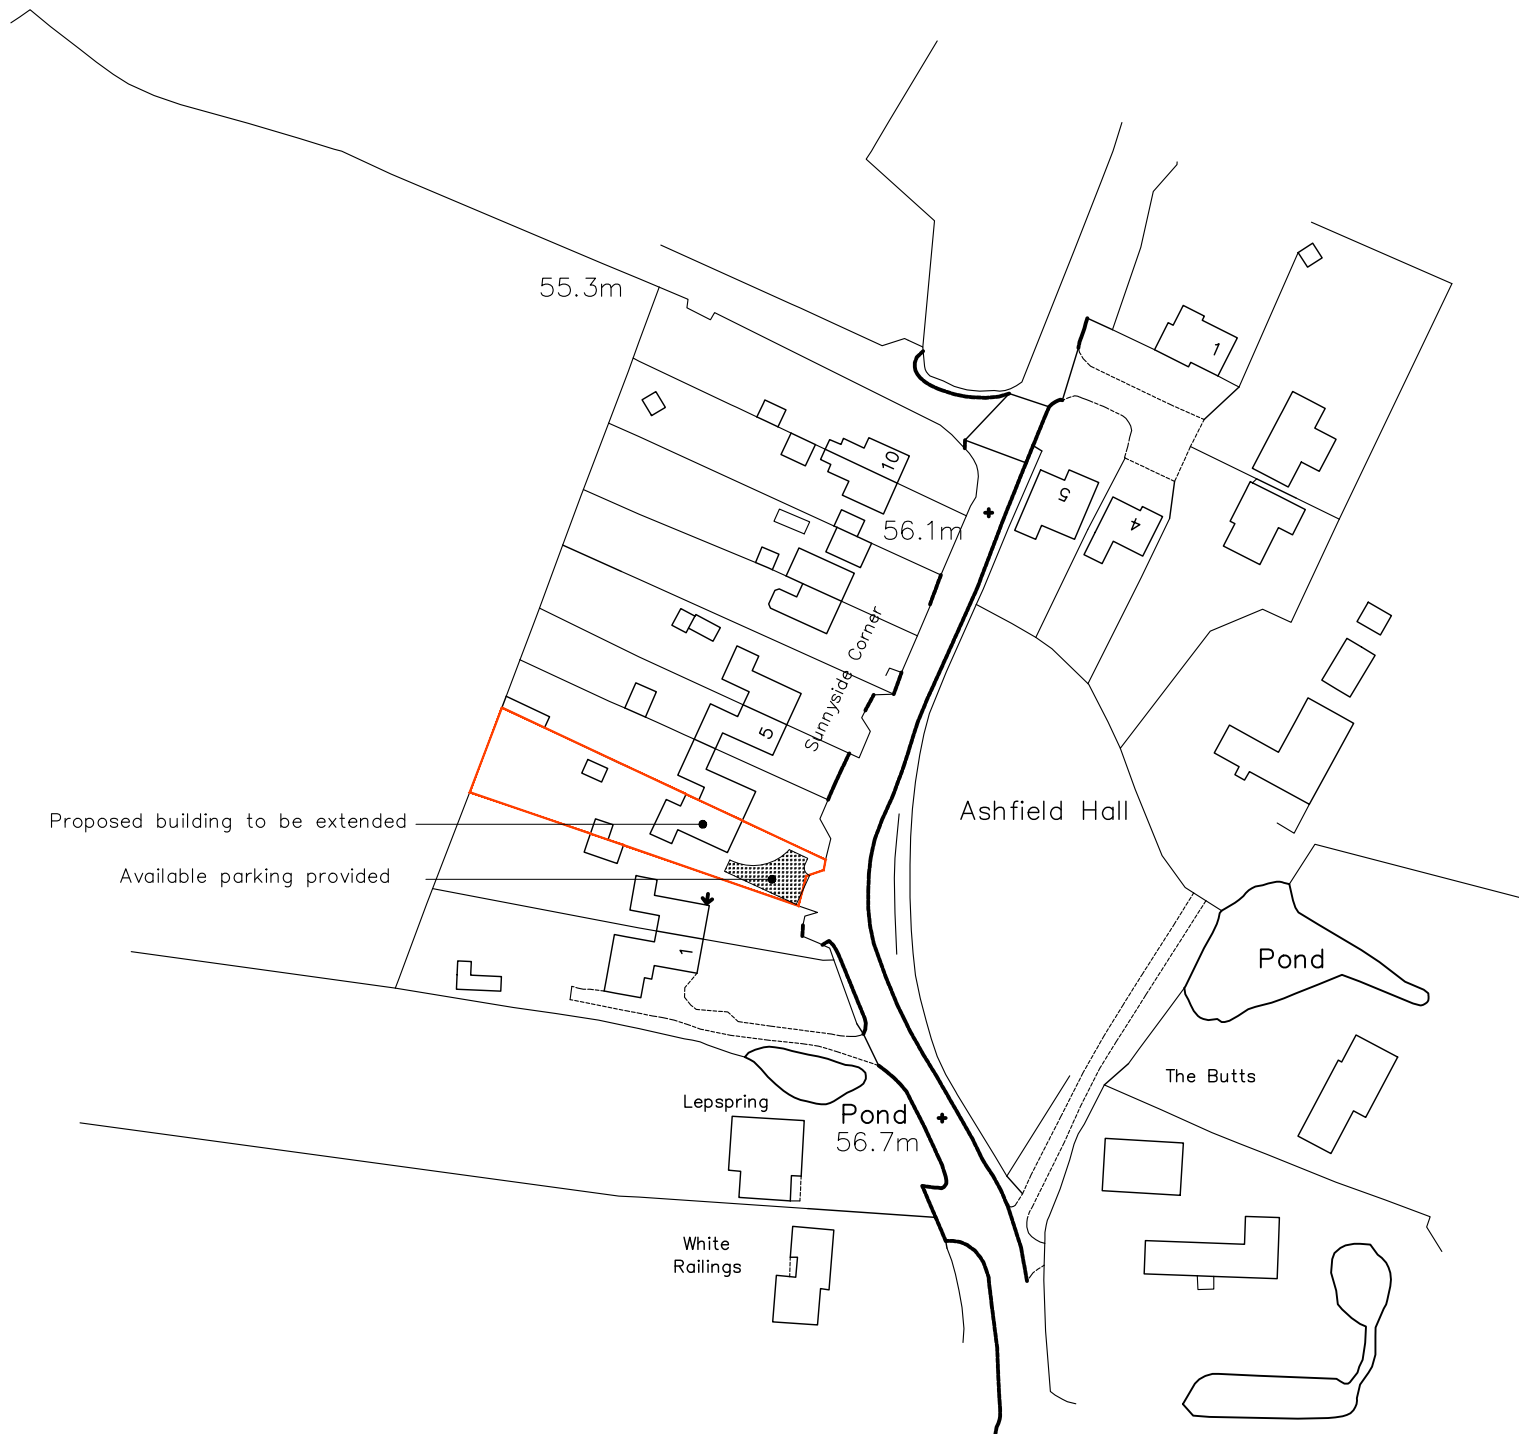 55.3m
1
10
5
4
56.1m
Sunnyside Corner
5
Ashfield Hall
Proposed building to be extended
Available parking provided
1
Pond
The Butts
Lepspring
Pond
56.7m
White
Railings